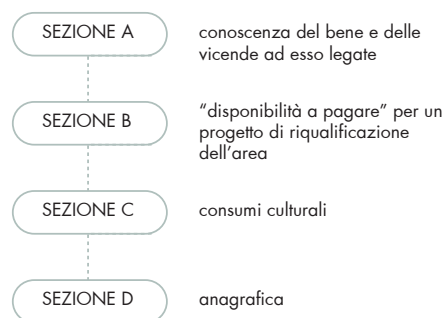 SEZIONE A
conoscenza del bene e delle
vicende ad esso legate
SEZIONE B
“disponibilità a pagare” per un
progetto di riqualificazione
dell’area
SEZIONE C
consumi culturali
SEZIONE D
anagrafica